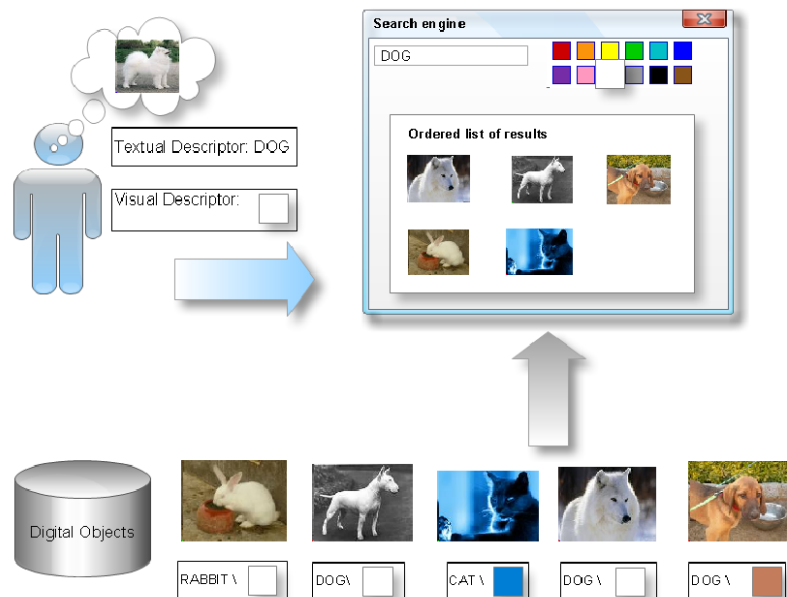 Search engine
DOG
Textual Descriptor: DOG
Visual Descriptor:
Ordered list of results
Digital Objects
RABBIT \
DOG\
CAT \
DOG \
DOG \